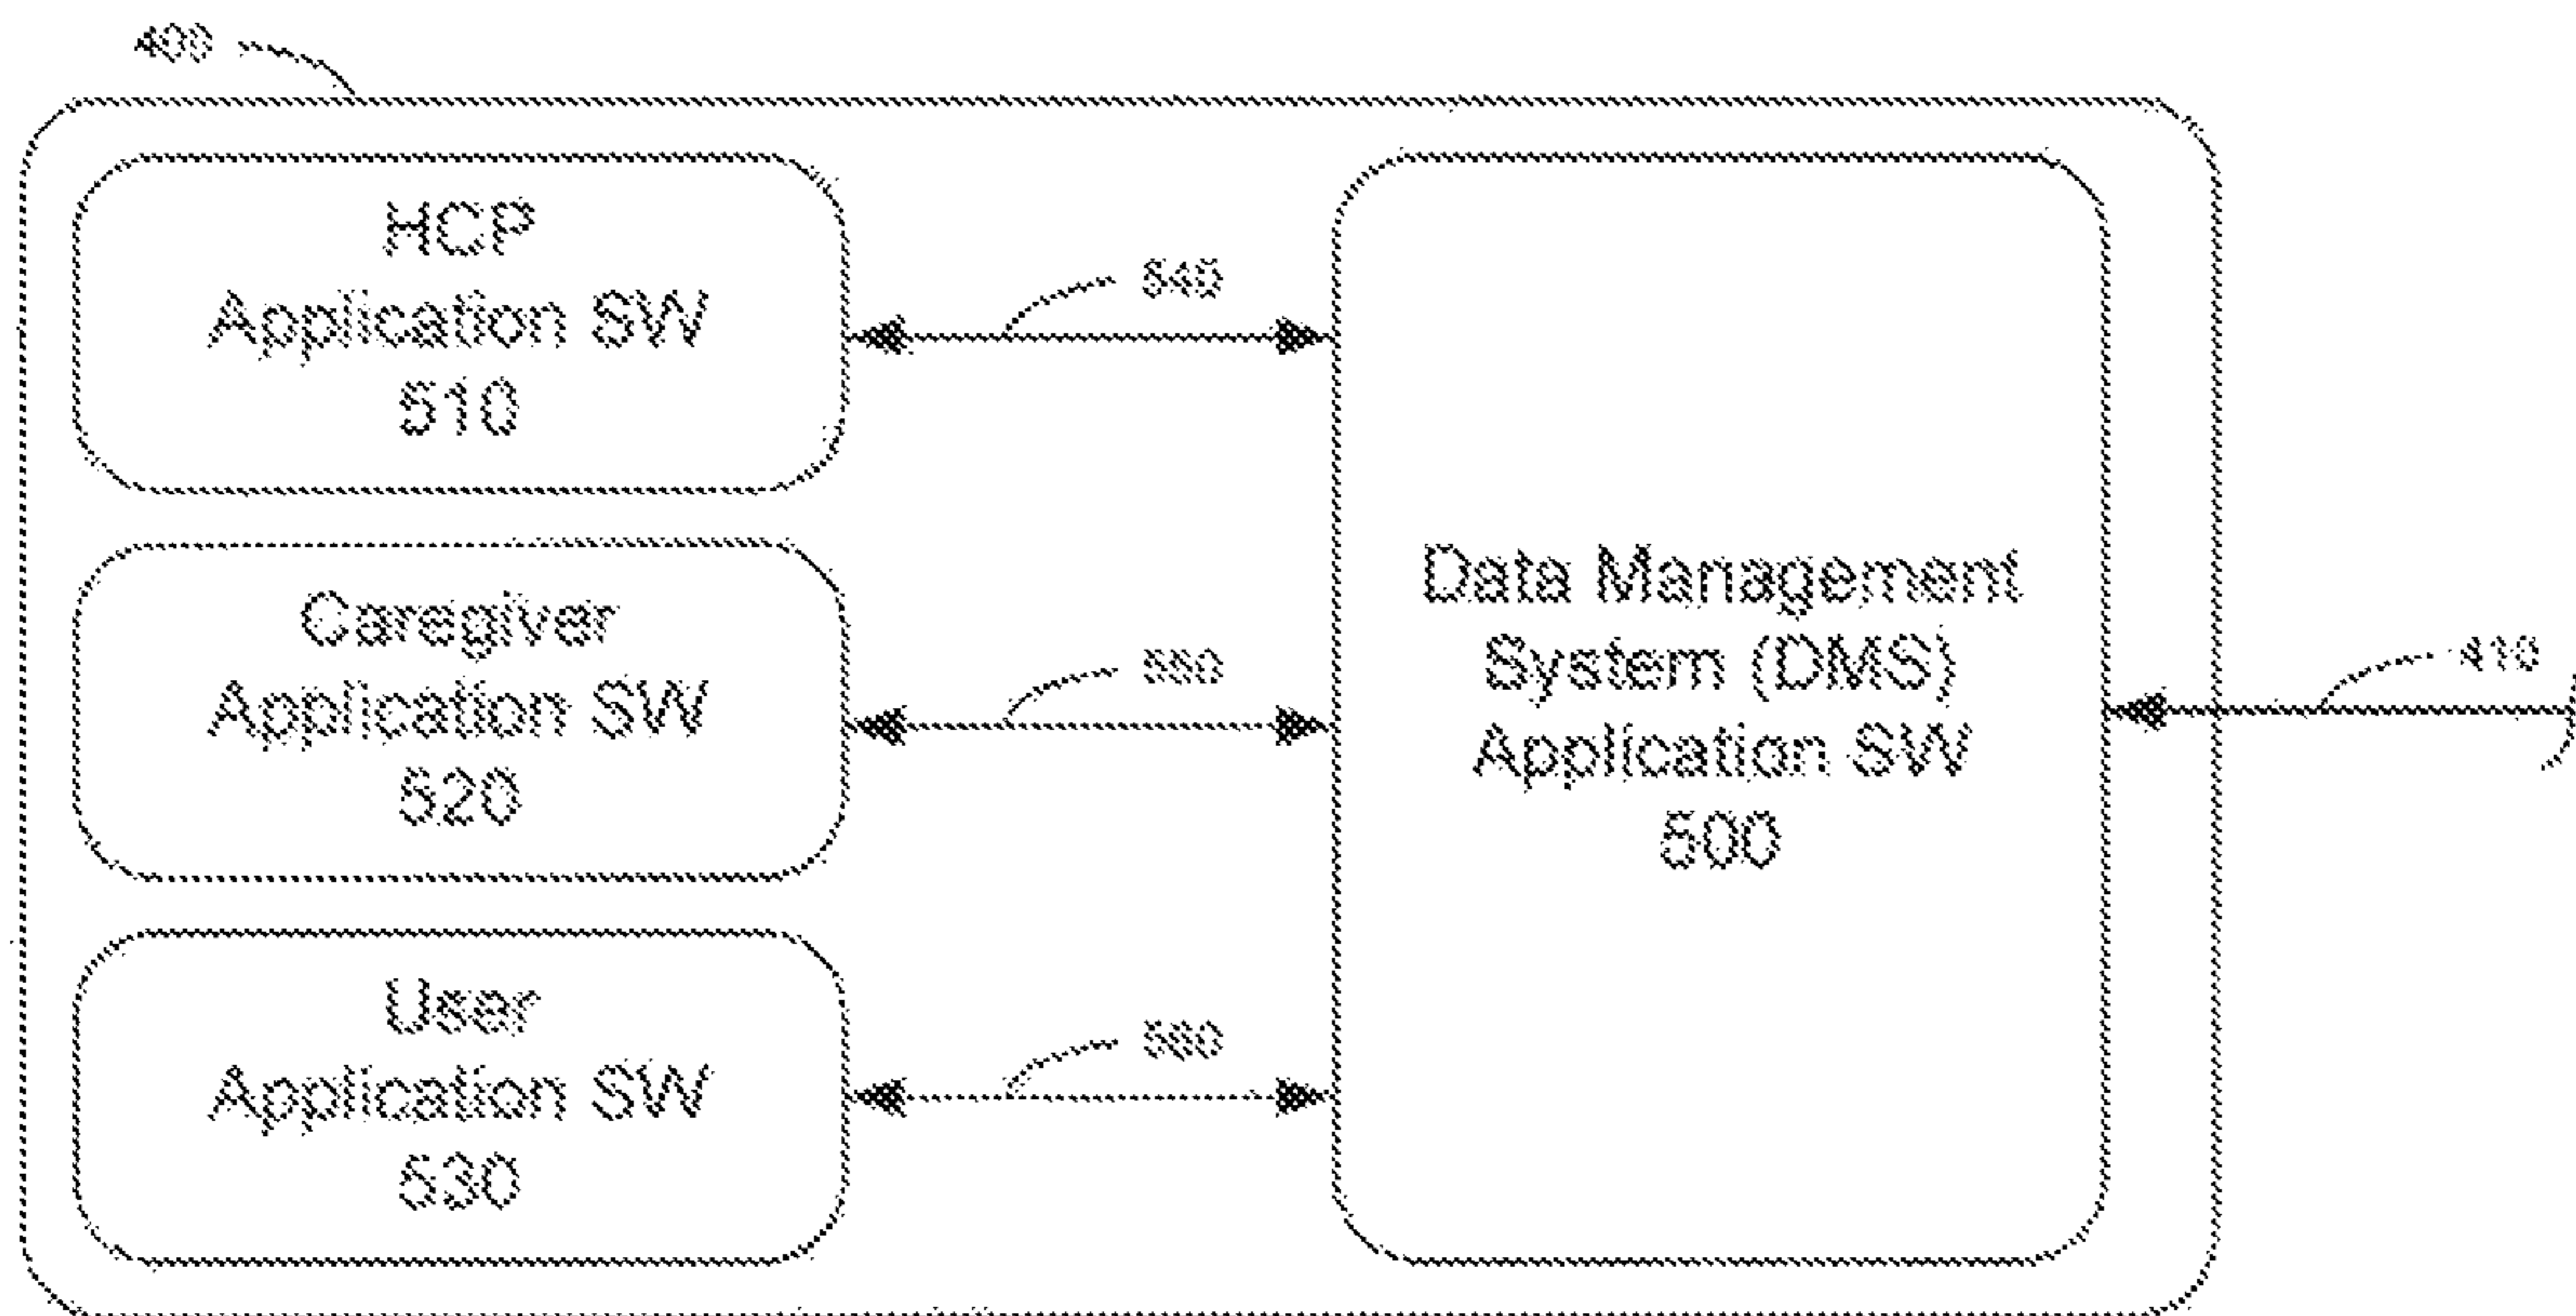 400
HCP
Application SW
510
540
Caregiver
Application SW
520
550
User
Application SW
530
560
Data Management
System (DMS)
Application SW
500
410